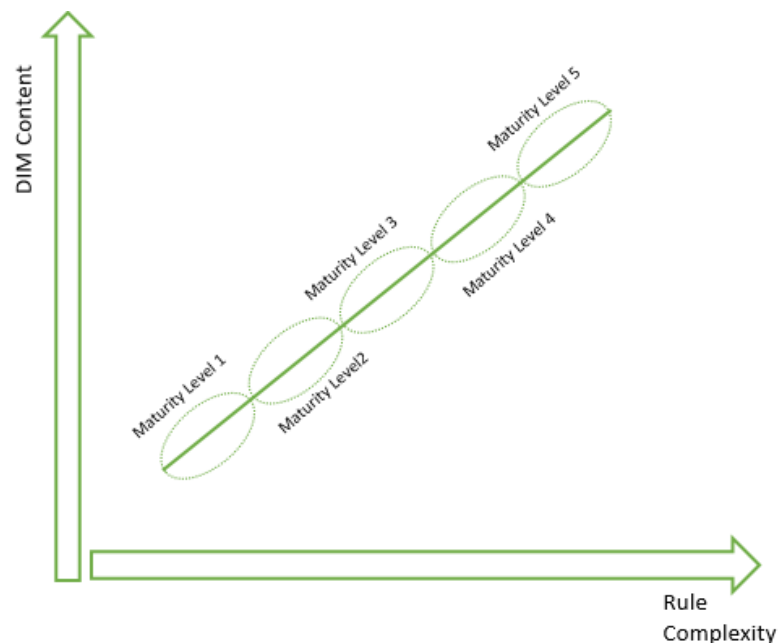 DIM Content
Maturity Level 5
Maturity Level 3
Maturity Level 4
Maturity Level 1
Maturity Level2
Rule
Complexity